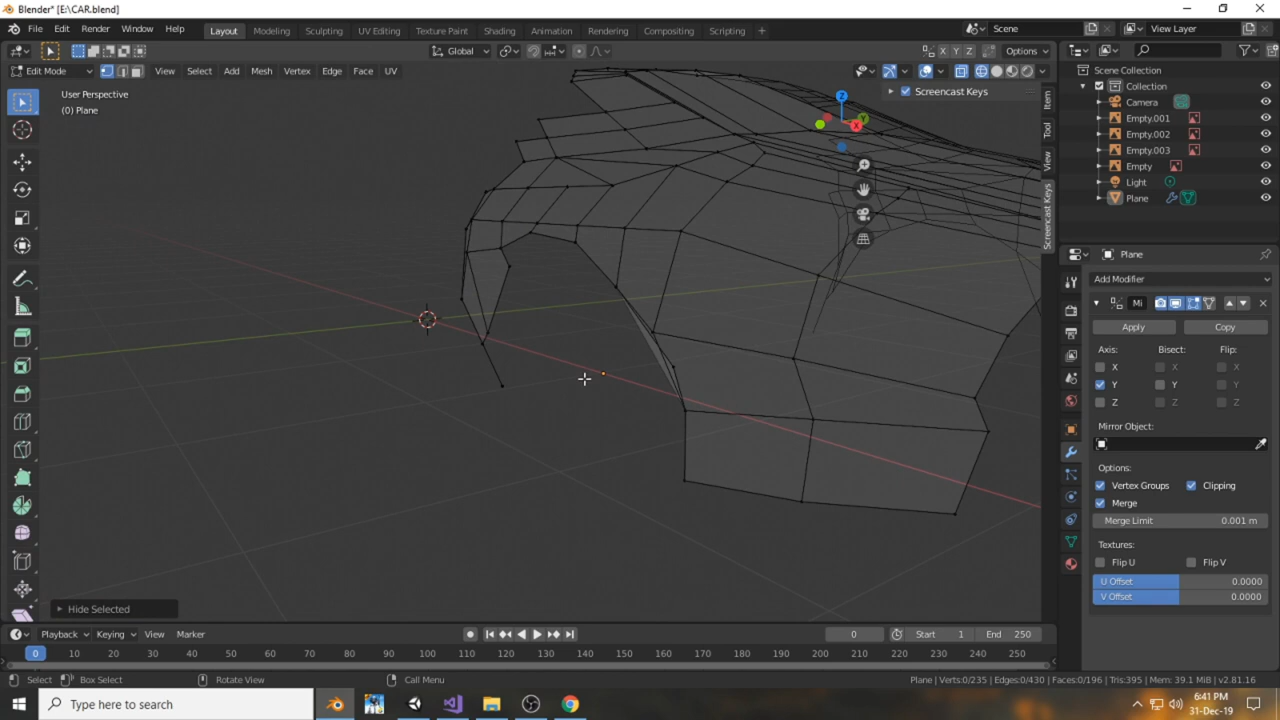 Blender* [E:\CAR.blend]
File Edit Render Window Help Layout Modeling Sculpting UV Editing Texture Paint Shading Animation Rendering Compositing Scripting + Scene View Layer
Global X Y Z Options
Edit Mode View Select Add Mesh Vertex Edge Face UV
User Perspective
(0) Plane
Screencast Keys
Item
Tool
View
Screencast Keys
Z
Y
X
Hide Selected
Scene Collection
Collection
Camera
Empty.001
Empty.002
Empty.003
Empty
Light
Plane
Plane
Add Modifier
Mi
Apply Copy
Axis: Bisect: Flip:
X X X
Y Y Y
Z Z Z
Mirror Object:
Options:
Vertex Groups Clipping
Merge
Merge Limit 0.001 m
Textures:
Flip U Flip V
U Offset 0.0000
V Offset 0.0000
Playback Keying View Marker 0 Start 1 End 250
0 10 20 30 40 50 60 70 80 90 100 110 120 130 140 150 160 170 180 190 200 210 220 230 240 250
Select Box Select Rotate View Call Menu Plane | Verts:0/235 | Edges:0/430 | Faces:0/196 | Tris:395 | Mem: 39.1 MiB | v2.81.16
Type here to search
6:41 PM
31-Dec-19